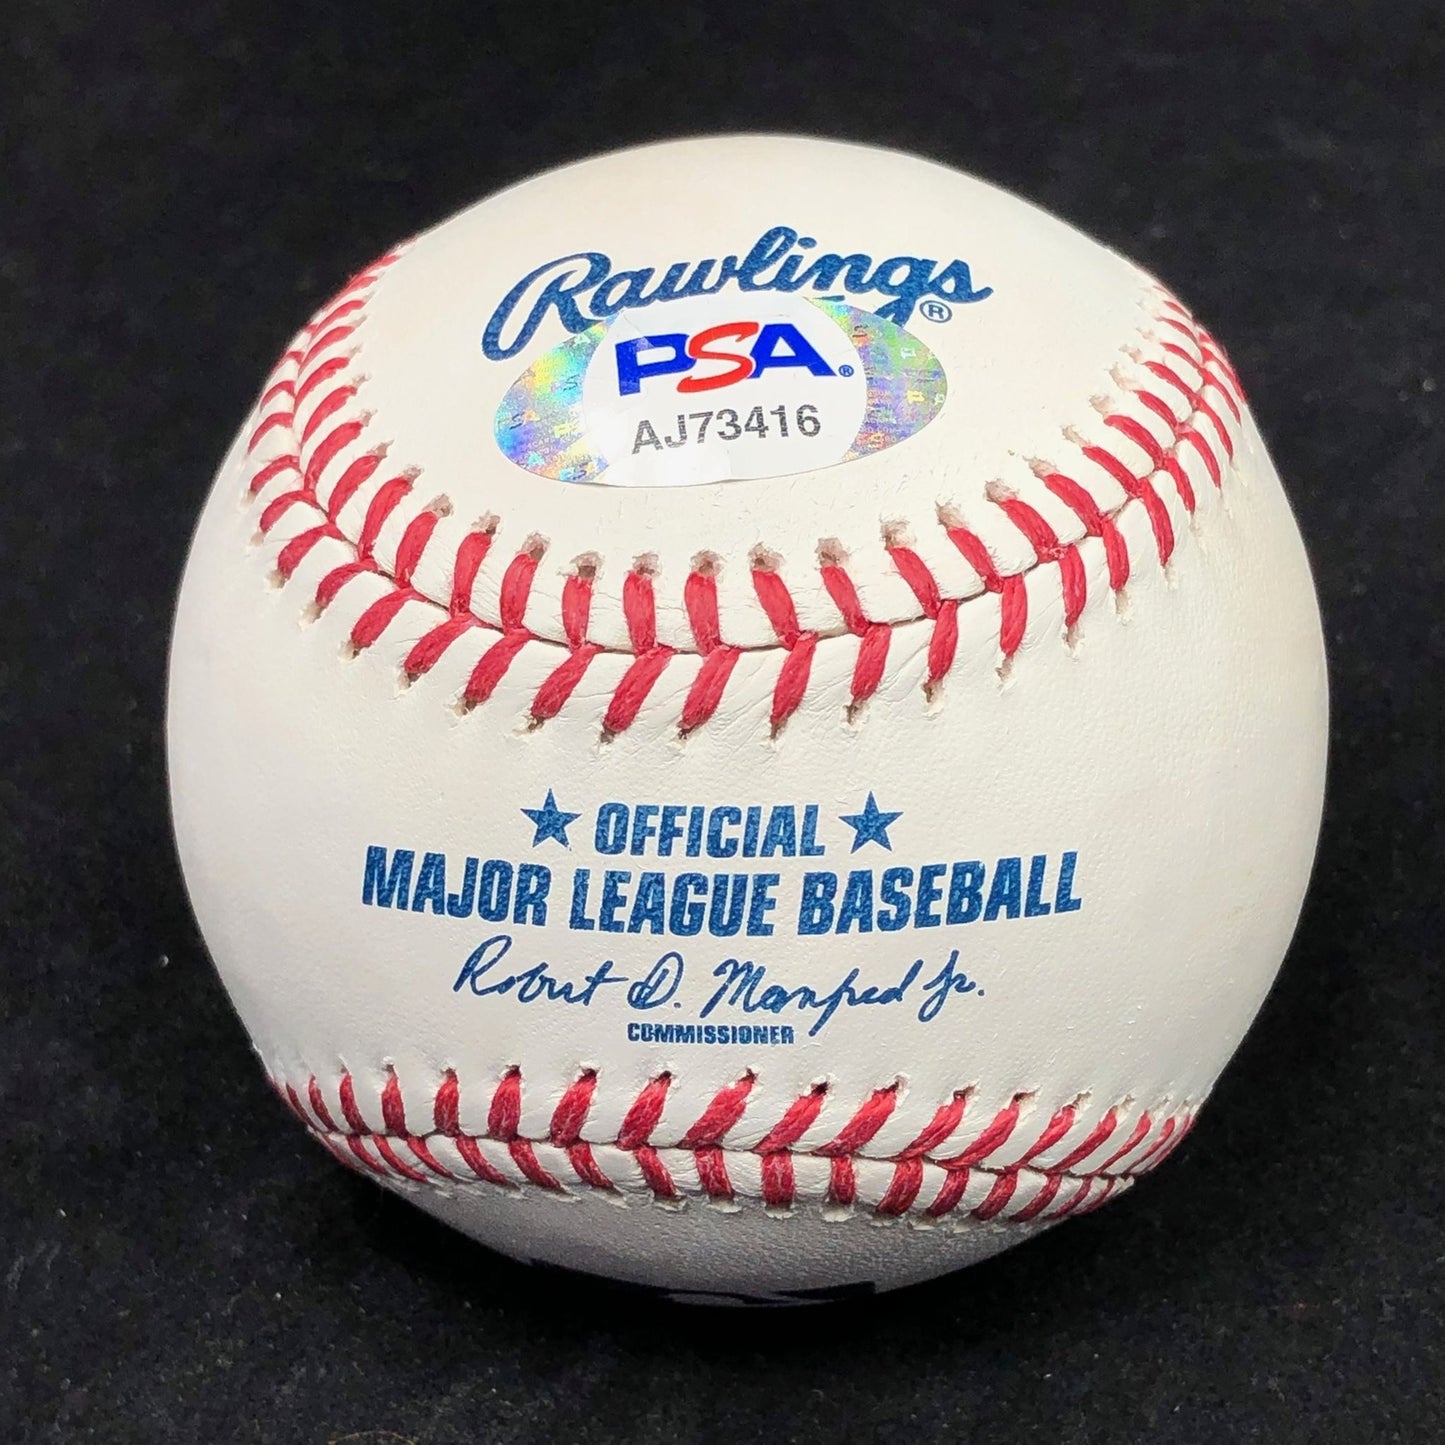 Rawlings®
PSA®
AJ73416
★ OFFICIAL ★
MAJOR LEAGUE BASEBALL
Robert D. Manfred Jr.
COMMISSIONER